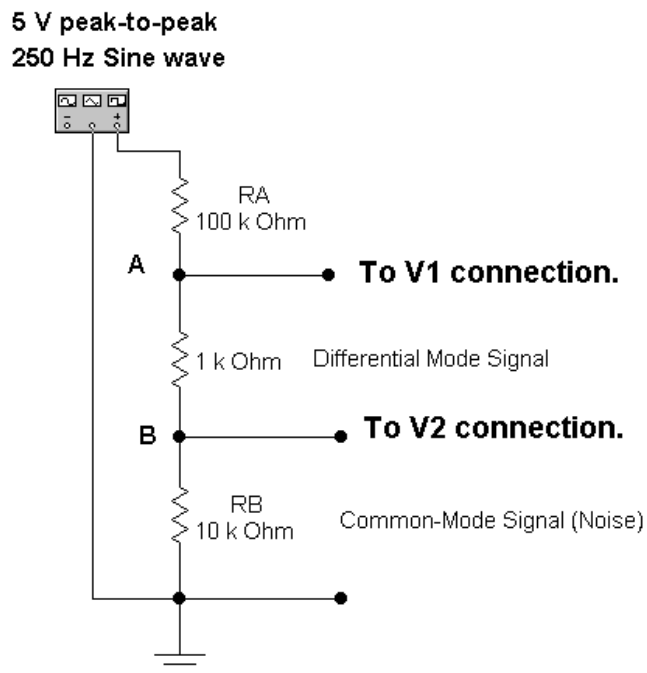 5 V peak-to-peak
250 Hz Sine wave
- +
RA
100 k Ohm
A
To V1 connection.
1 k Ohm Differential Mode Signal
B
To V2 connection.
RB
10 k Ohm
Common-Mode Signal (Noise)